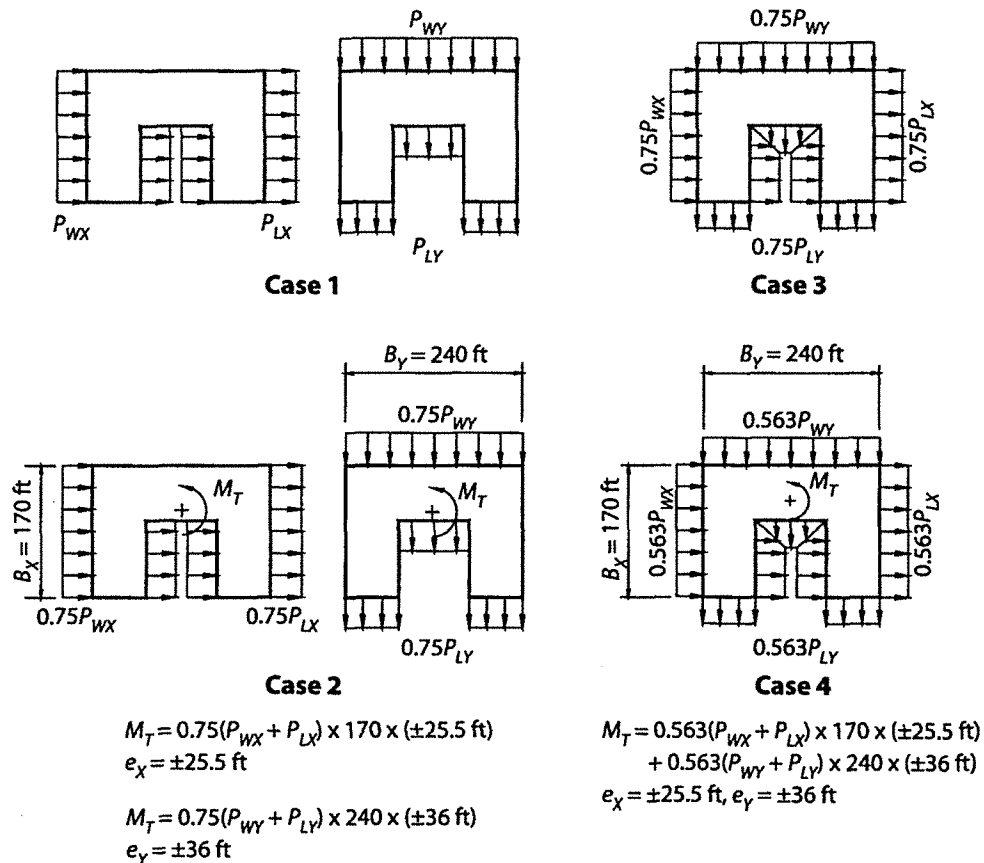 P_WY
P_WX
P_LX
P_LY
Case 1
0.75P_WY
0.75P_WX
0.75P_LX
0.75P_LY
Case 3
B_Y = 240 ft
0.75P_WY
B_X = 170 ft
M_T
M_T
0.75P_WX
0.75P_LX
0.75P_LY
Case 2
M_T = 0.75(P_WX + P_LX) x 170 x (±25.5 ft)
e_X = ±25.5 ft
M_T = 0.75(P_WY + P_LY) x 240 x (±36 ft)
e_Y = ±36 ft
B_Y = 240 ft
0.563P_WY
B_X = 170 ft
0.563P_WX
M_T
0.563P_LX
0.563P_LY
Case 4
M_T = 0.563(P_WX + P_LX) x 170 x (±25.5 ft)
+ 0.563(P_WY + P_LY) x 240 x (±36 ft)
e_X = ±25.5 ft, e_Y = ±36 ft